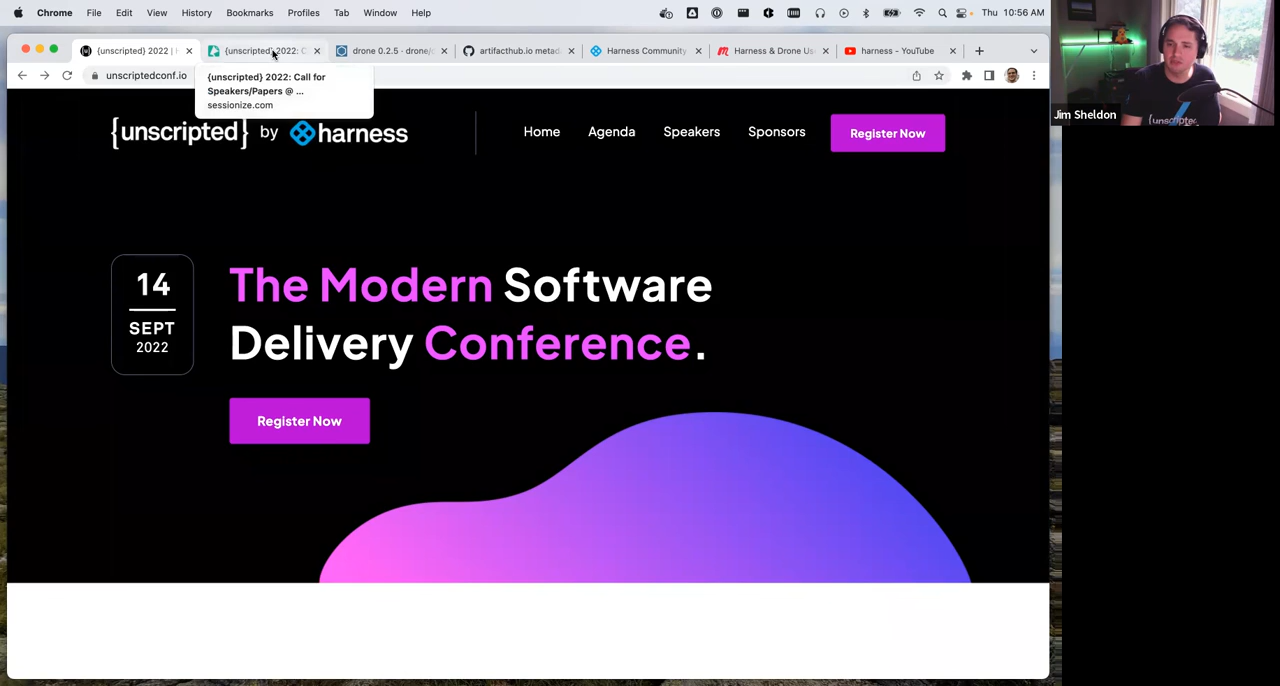 Chrome File Edit View History Bookmarks Profiles Tab Window Help Thu 10:56 AM
{unscripted} 2022 | {unscripted} 2022: C drone 0.2.5 · drone/ artifacthub.io metad Harness Community Harness & Drone Us harness - YouTube
unscriptedconf.io
{unscripted} 2022: Call for
Speakers/Papers @ ...
sessionize.com
{unscripted} by harness
Home Agenda Speakers Sponsors Register Now
14
SEPT
2022
The Modern Software
Delivery Conference.
Register Now
Jim Sheldon
{unscripted